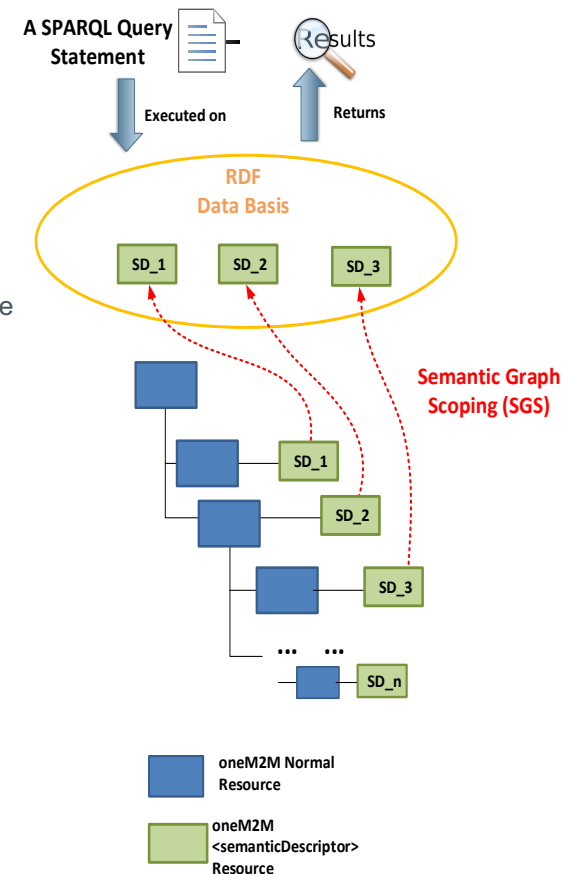 A SPARQL Query
Statement
Results
Executed on
Returns
RDF
Data Basis
SD_1
SD_2
SD_3
e
Semantic Graph
Scoping (SGS)
SD_1
SD_2
SD_3
... ...
SD_n
oneM2M Normal
Resource
oneM2M
<semanticDescriptor>
Resource